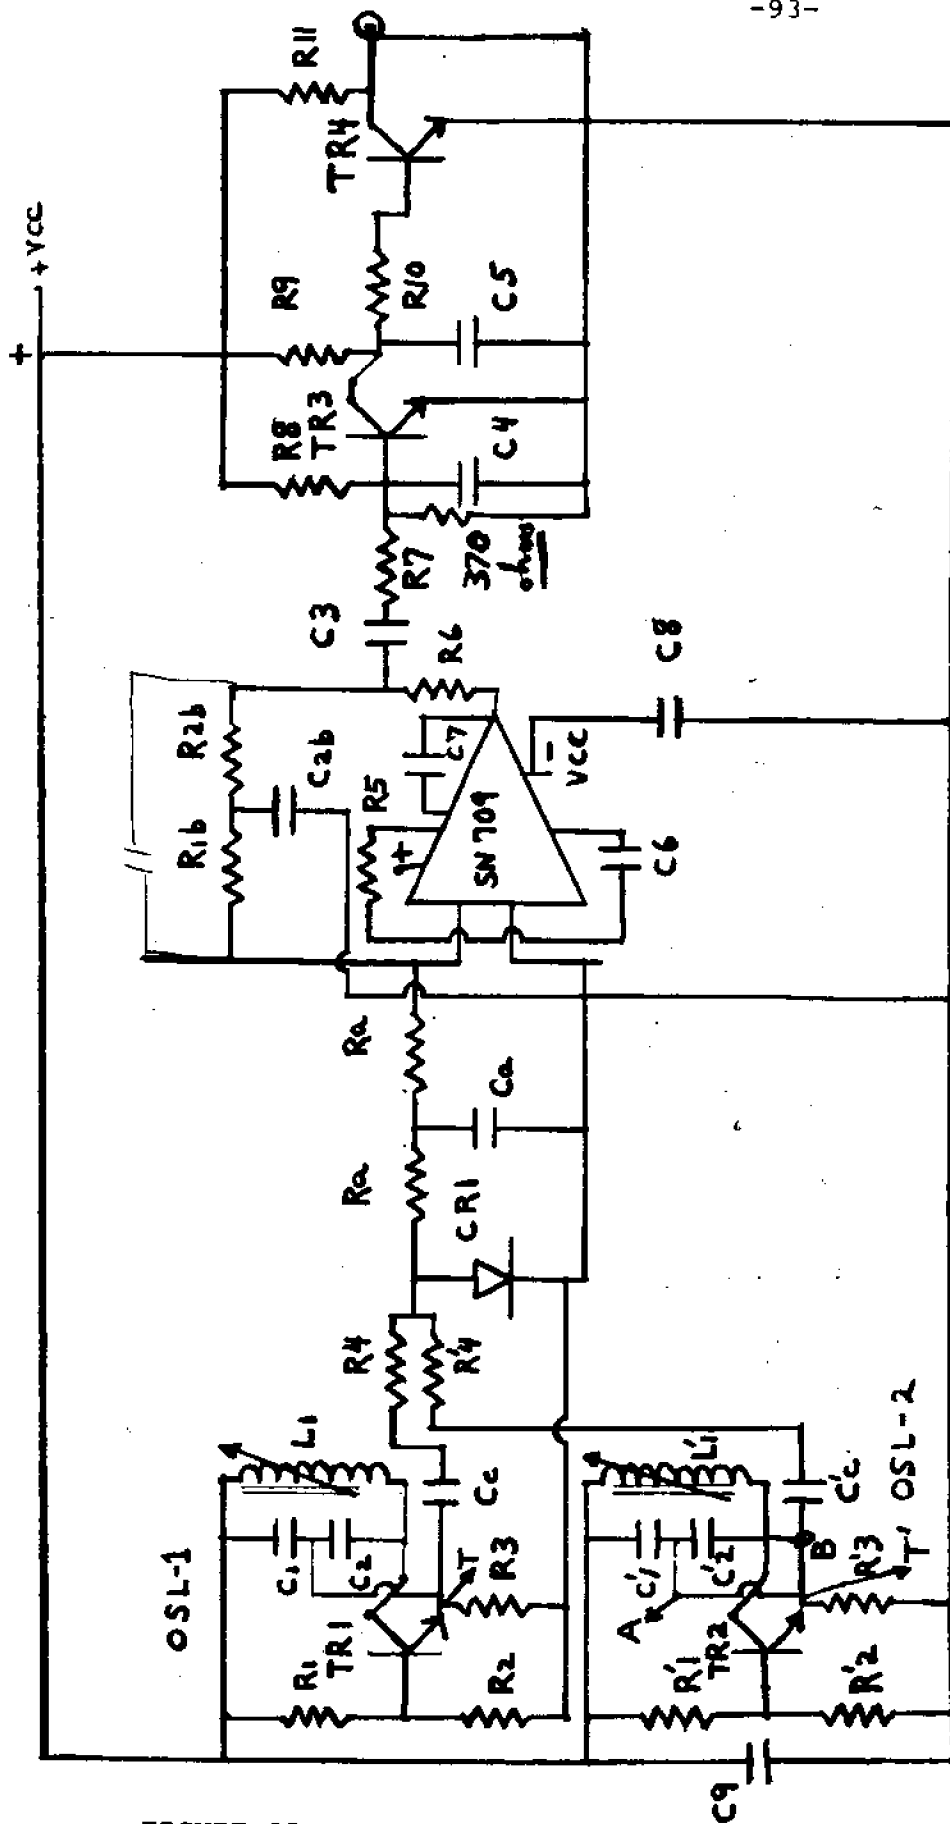 -93-
+VCC
+
R11
TR4
R9
R10
C5
R8
TR3
C4
R7
370
ohms
C3
R6
R2b
C2b
R1b
C7
R5
9+
SN709
-
VCC
C8
C6
Ra
Ca
Ra
CR1
R4
R'4
OSL-1
L1
C1
C2
Cc
T
R3
TR1
R1
R2
OSL-2
L'1
C'1
C'2
C'c
A
B
R'3
T'
TR2
R'1
R'2
C9